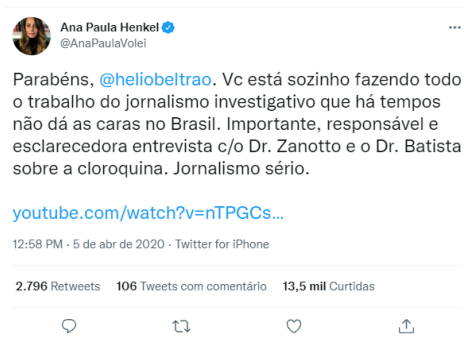 Ana Paula Henkel
@AnaPaulaVolei
Parabéns, @heliobeltrao. Vc está sozinho fazendo todo
o trabalho do jornalismo investigativo que há tempos
não dá as caras no Brasil. Importante, responsável e
esclarecedora entrevista c/o Dr. Zanotto e o Dr. Batista
sobre a cloroquina. Jornalismo sério.
youtube.com/watch?v=nTPGCs...
12:58 PM · 5 de abr de 2020 · Twitter for iPhone
2.796 Retweets 106 Tweets com comentário 13,5 mil Curtidas